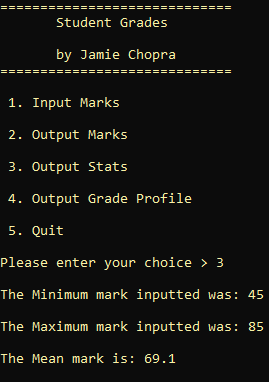 ==============================
Student Grades
by Jamie Chopra
==============================
1. Input Marks
2. Output Marks
3. Output Stats
4. Output Grade Profile
5. Quit
Please enter your choice > 3
The Minimum mark inputted was: 45
The Maximum mark inputted was: 85
The Mean mark is: 69.1